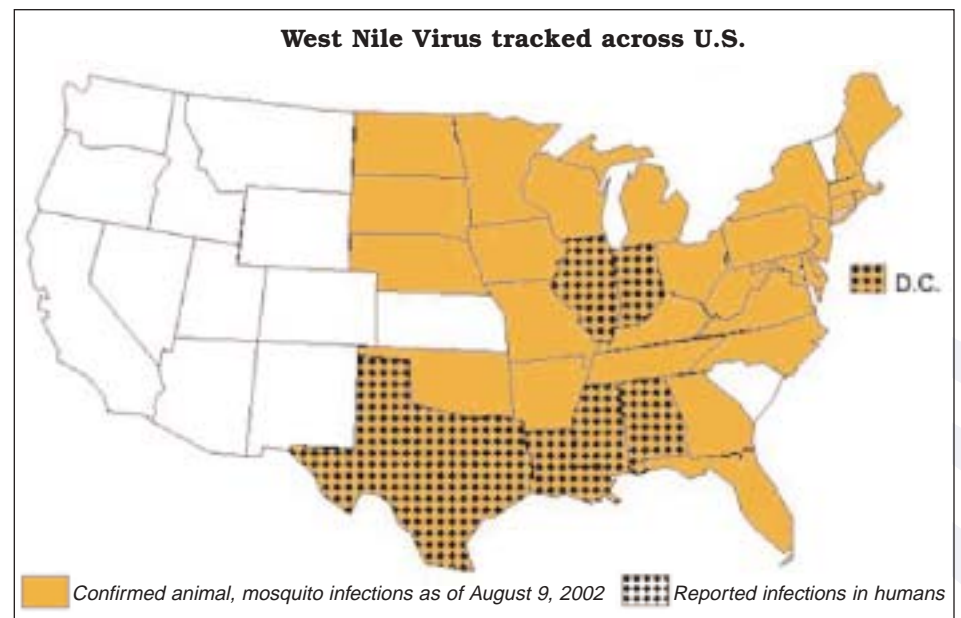 West Nile Virus tracked across U.S.
D.C.
Confirmed animal, mosquito infections as of August 9, 2002
Reported infections in humans